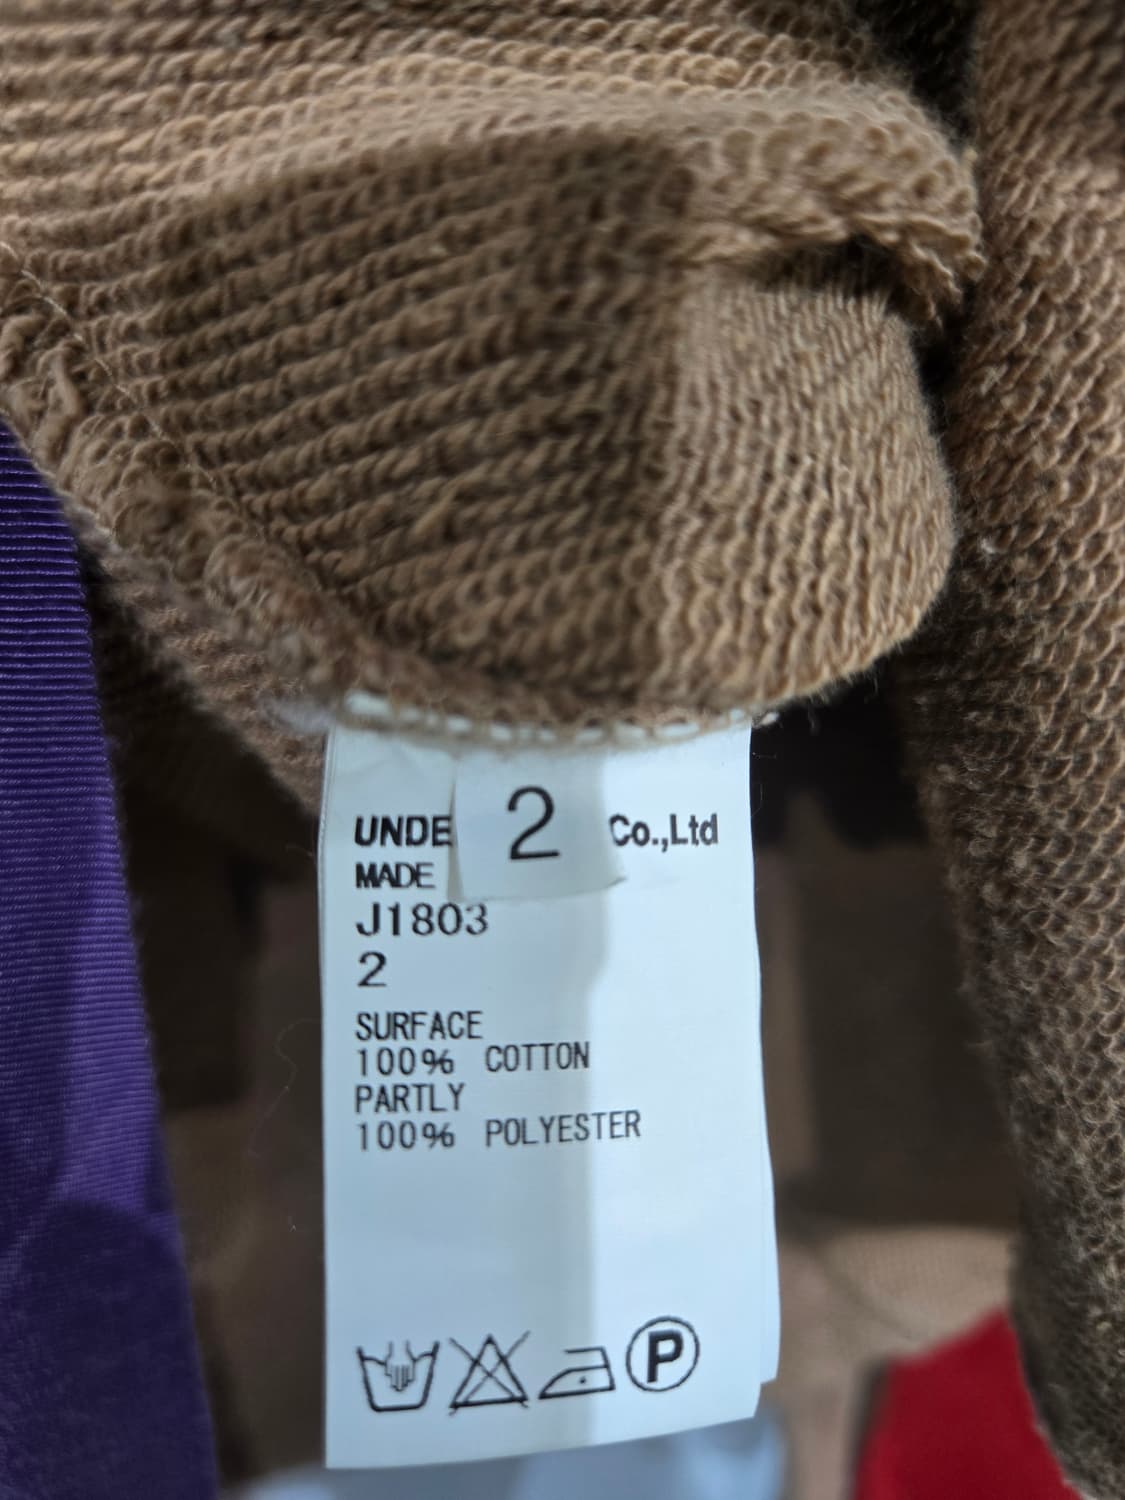 2
UNDE Co.,Ltd
MADE
J1803
2
SURFACE
100% COTTON
PARTLY
100% POLYESTER
P